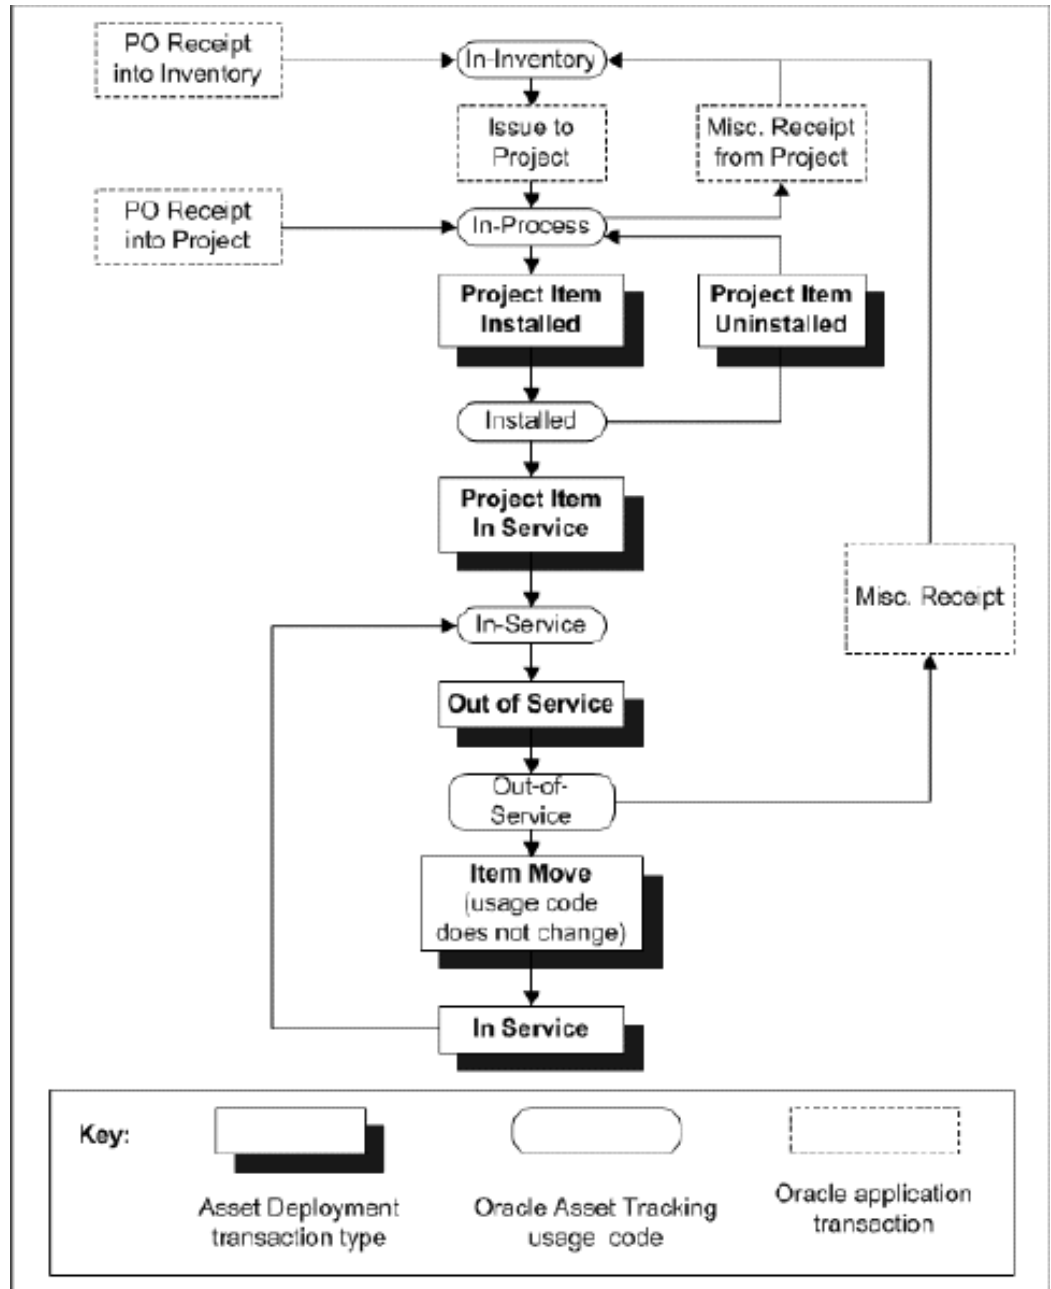 PO Receipt
into Inventory
In-Inventory
Issue to
Project
Misc. Receipt
from Project
PO Receipt
into Project
In-Process
Project Item
Installed
Project Item
Uninstalled
Installed
Project Item
In Service
Misc. Receipt
In-Service
Out of Service
Out-of-
Service
Item Move
(usage code
does not change)
In Service
Key:
Asset Deployment
transaction type
Oracle Asset Tracking
usage code
Oracle application
transaction